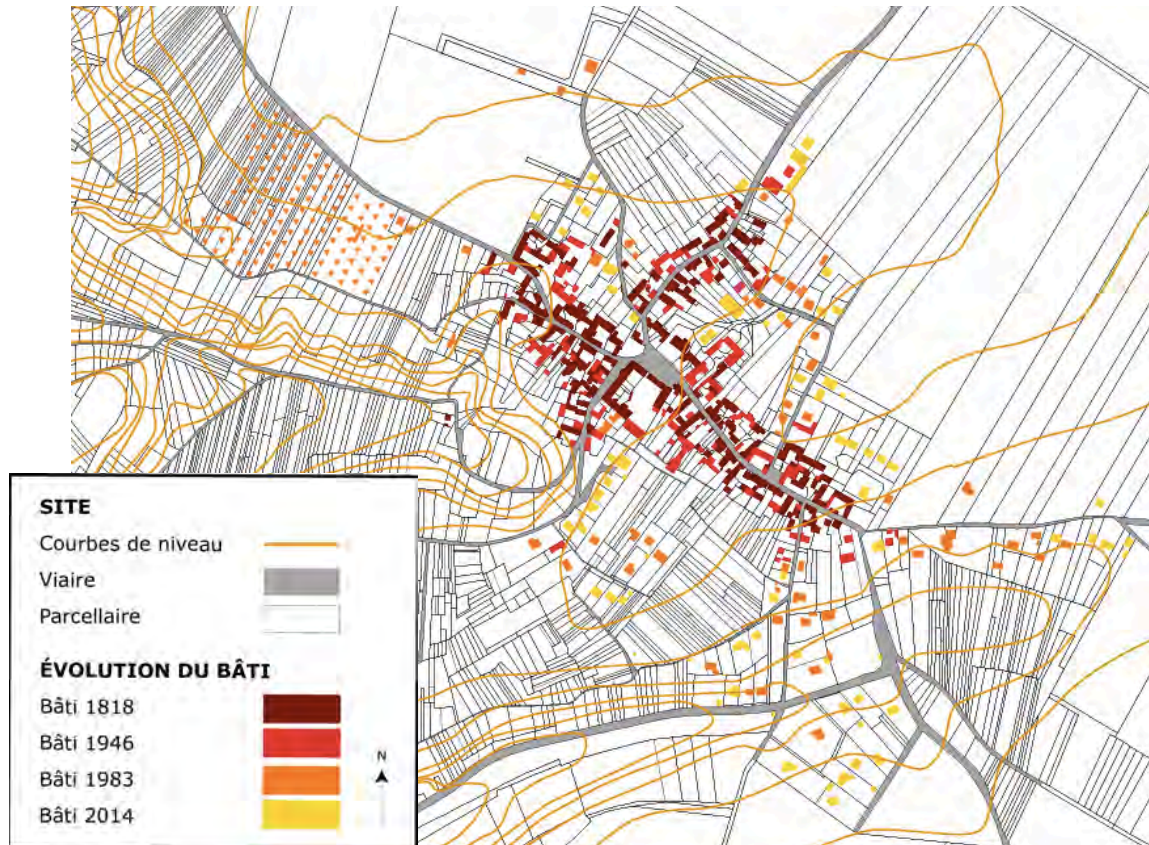 SITE
Courbes de niveau
Viaire
Parcellaire
ÉVOLUTION DU BÂTI
Bâti 1818
Bâti 1946
N
Bâti 1983
Bâti 2014